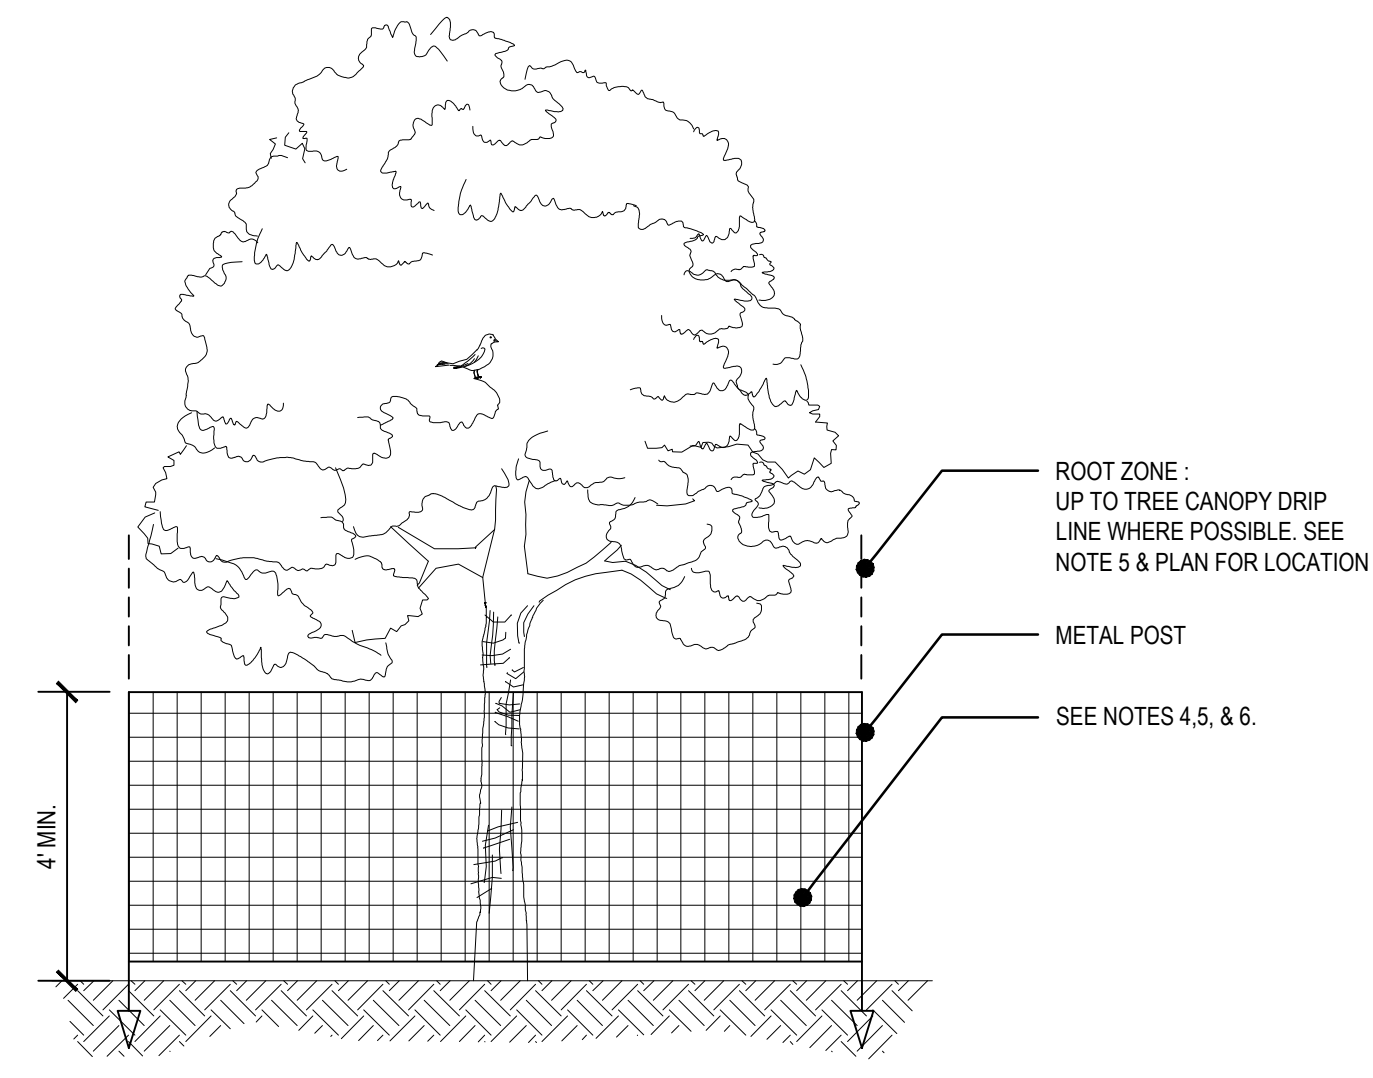 ROOT ZONE :
UP TO TREE CANOPY DRIP
LINE WHERE POSSIBLE. SEE
NOTE 5 & PLAN FOR LOCATION
METAL POST
SEE NOTES 4,5, & 6.
4' MIN.